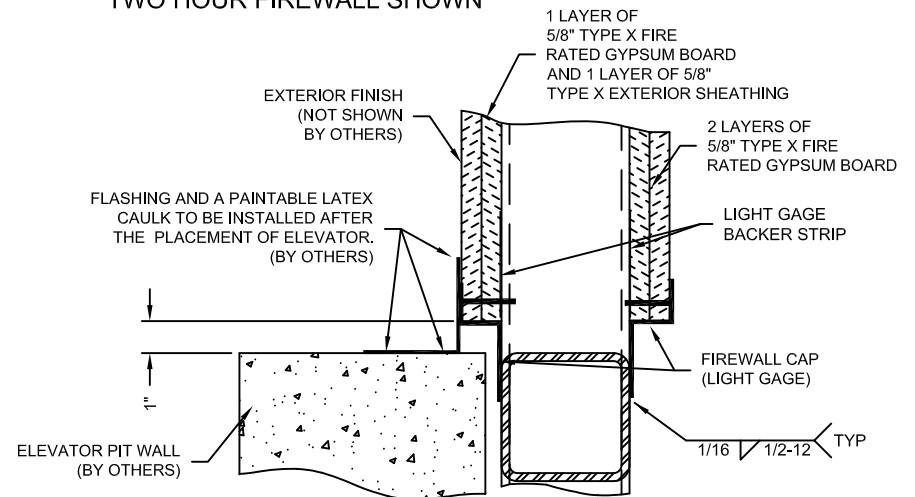 TWO HOUR FIREWALL SHOWN
1 LAYER OF
5/8" TYPE X FIRE
RATED GYPSUM BOARD
AND 1 LAYER OF 5/8"
TYPE X EXTERIOR SHEATHING
EXTERIOR FINISH
(NOT SHOWN
BY OTHERS)
2 LAYERS OF
5/8" TYPE X FIRE
RATED GYPSUM BOARD
FLASHING AND A PAINTABLE LATEX
CAULK TO BE INSTALLED AFTER
THE PLACEMENT OF ELEVATOR.
(BY OTHERS)
LIGHT GAGE
BACKER STRIP
FIREWALL CAP
(LIGHT GAGE)
1"
ELEVATOR PIT WALL
(BY OTHERS)
1/16 1/2-12 TYP